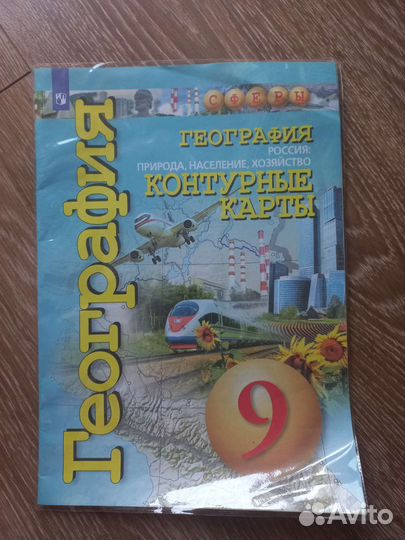 СФЕРЫ
ГЕОГРАФИЯ
РОССИЯ:
ПРИРОДА, НАСЕЛЕНИЕ, ХОЗЯЙСТВО
КОНТУРНЫЕ
КАРТЫ
География
9
Avito